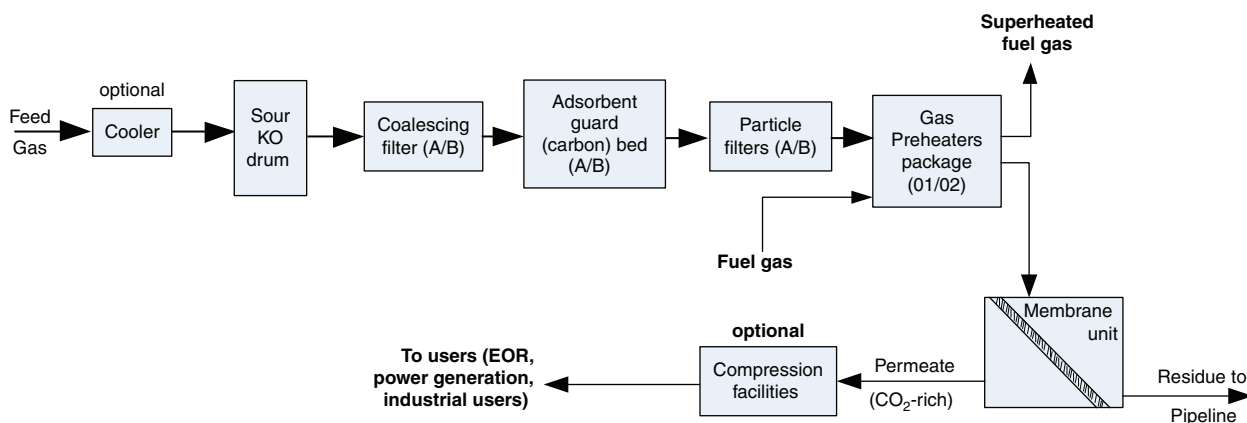 Superheated
fuel gas
optional
Feed
Gas
Cooler
Sour
KO
drum
Coalescing
filter (A/B)
Adsorbent
guard
(carbon) bed
(A/B)
Particle
filters (A/B)
Gas
Preheaters
package
(01/02)
Fuel gas
Membrane
unit
optional
Compression
facilities
To users (EOR,
power generation,
industrial users)
Permeate
(CO₂-rich)
Residue to
Pipeline